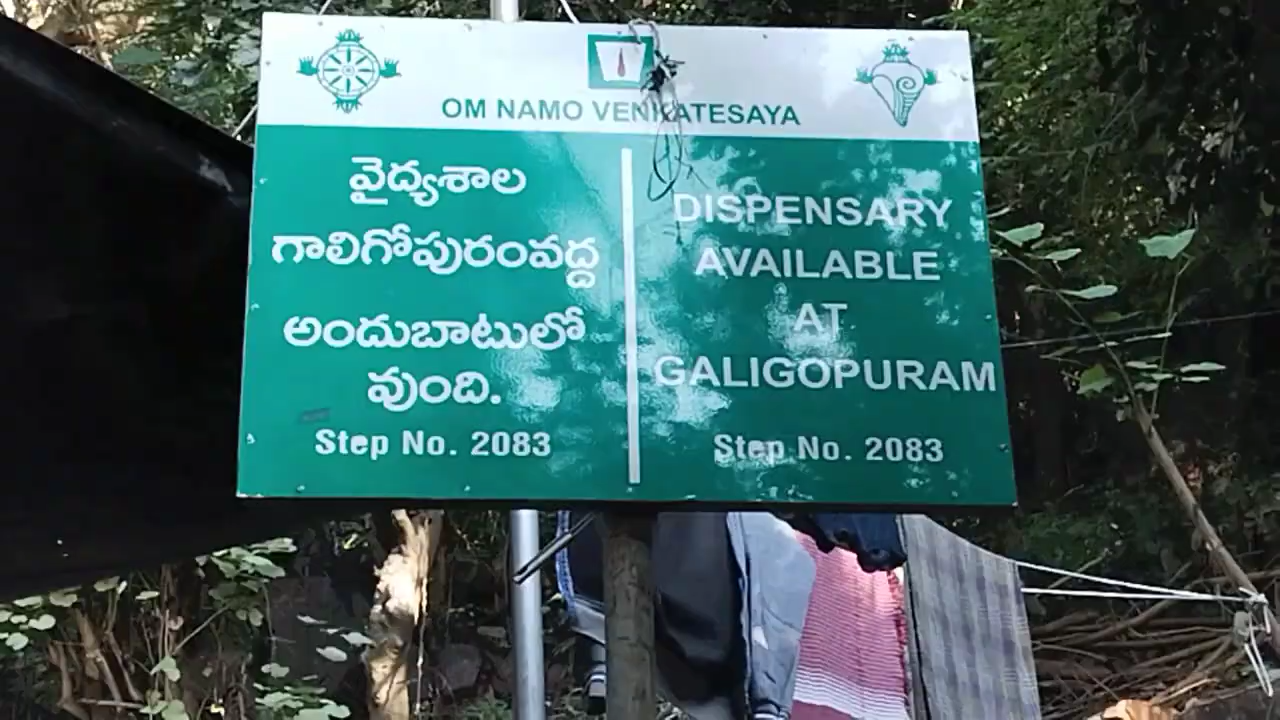 OM NAMO VENKATESAYA
వైద్యశాల
గాలిగోపురంవద్ద
అందుబాటులో
వుంది.
Step No. 2083
DISPENSARY
AVAILABLE
AT
GALIGOPURAM
Step No. 2083